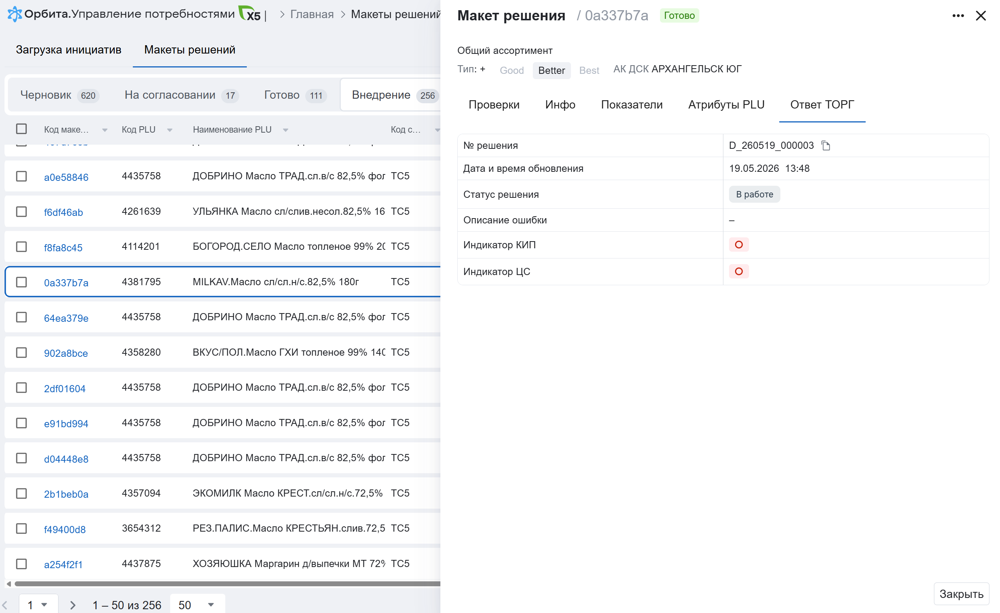 Орбита.Управление потребностями X5 | > Главная > Макеты решений
Загрузка инициатив Макеты решений
Черновик 620 На согласовании 17 Готово 111 Внедрение 256
Код маке... Код PLU Наименование PLU Код с...
a0e58846 4435758 ДОБРИНО Масло ТРАД.сл.в/с 82,5% фол ТС5
f6df46ab 4261639 УЛЬЯНКА Масло сл/слив.несол.82,5% 16 ТС5
f8fa8c45 4114201 БОГОРОД.СЕЛО Масло топленое 99% 20 ТС5
0a337b7a 4381795 MILKAV.Масло сл/сл.н/с.82,5% 180г ТС5
64ea379e 4435758 ДОБРИНО Масло ТРАД.сл.в/с 82,5% фол ТС5
902a8bce 4358280 ВКУС/ПОЛ.Масло ГХИ топленое 99% 140 ТС5
2df01604 4435758 ДОБРИНО Масло ТРАД.сл.в/с 82,5% фол ТС5
e91bd994 4435758 ДОБРИНО Масло ТРАД.сл.в/с 82,5% фол ТС5
d04448e8 4435758 ДОБРИНО Масло ТРАД.сл.в/с 82,5% фол ТС5
2b1beb0a 4357094 ЭКОМИЛК Масло КРЕСТ.сл/сл.н/с.72,5% ТС5
f49400d8 3654312 РЕЗ.ПАЛИС.Масло КРЕСТЬЯН.слив.72,5 ТС5
a254f2f1 4437875 ХОЗЯЮШКА Маргарин д/выпечки МТ 72% ТС5
1 1 – 50 из 256 50
Макет решения / 0a337b7a Готово
Общий ассортимент
Тип: + Good Better Best АК ДСК АРХАНГЕЛЬСК ЮГ
Проверки Инфо Показатели Атрибуты PLU Ответ ТОРГ
№ решения D_260519_000003
Дата и время обновления 19.05.2026 13:48
Статус решения В работе
Описание ошибки –
Индикатор КИП
Индикатор ЦС
Закрыть